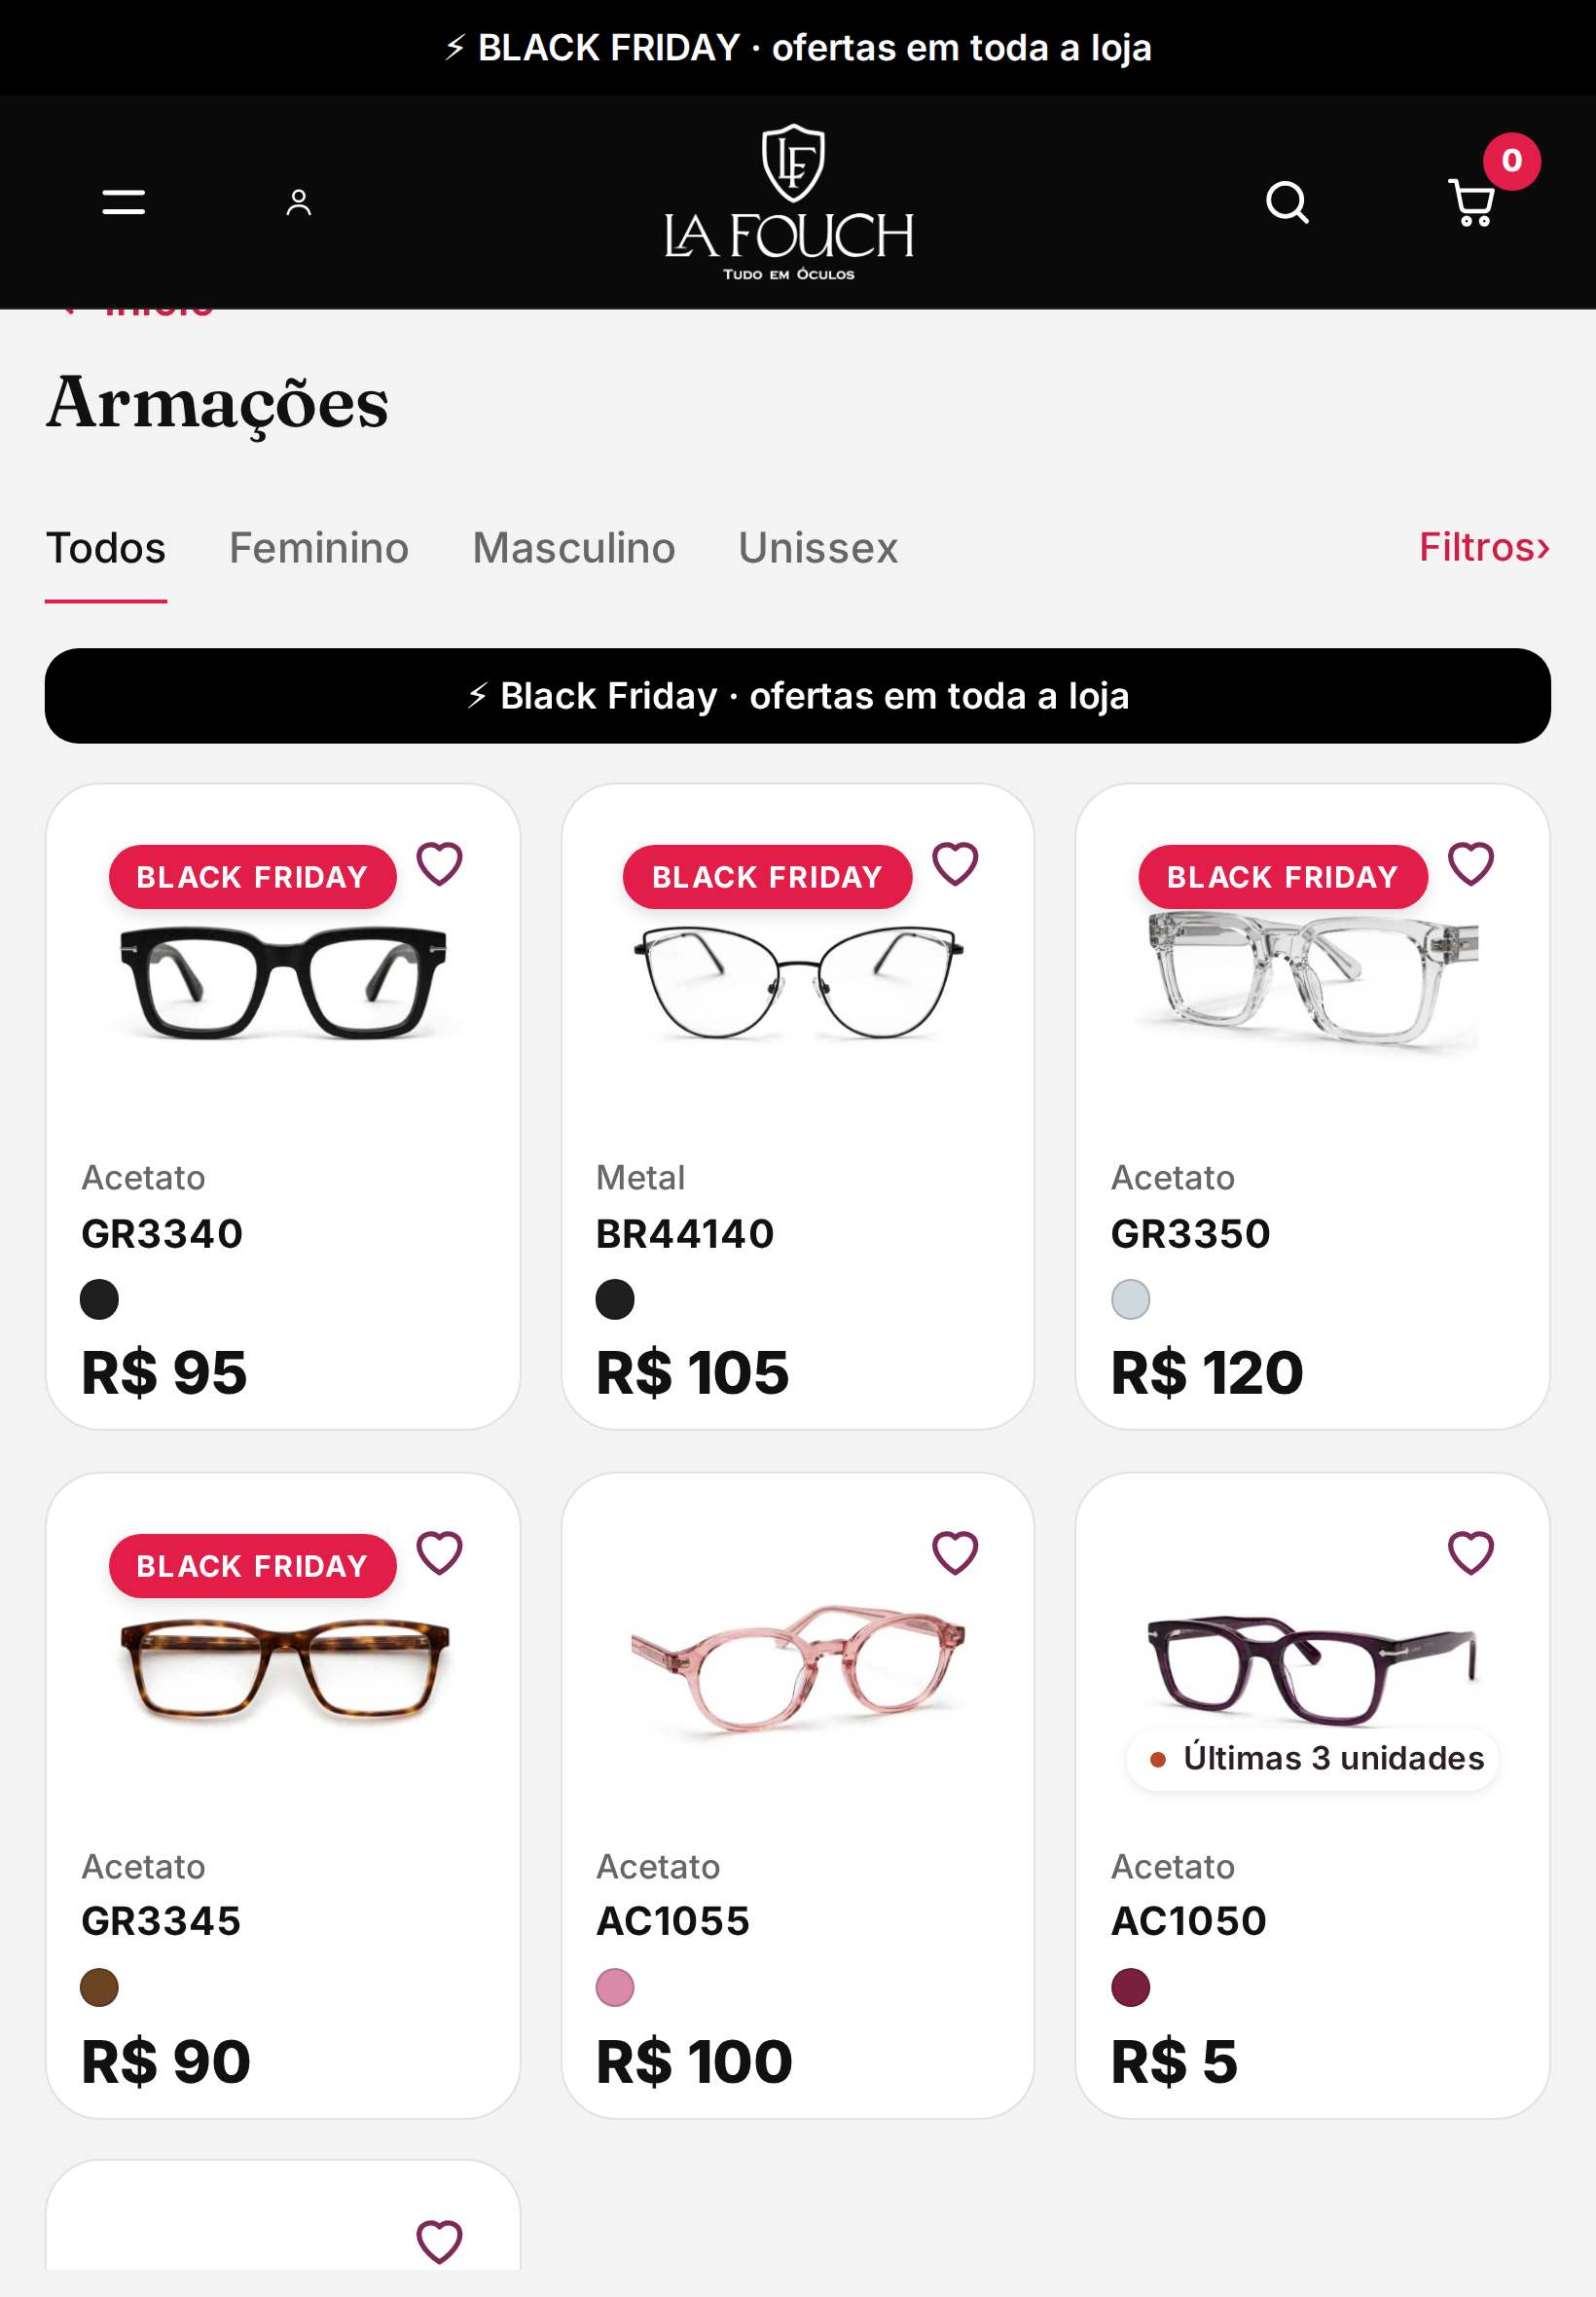 ⚡ BLACK FRIDAY · ofertas em toda a loja
LF
LA FOUCH
TUDO EM ÓCULOS
0
Início
Armações
Todos Feminino Masculino Unissex Filtros›
⚡ Black Friday · ofertas em toda a loja
BLACK FRIDAY BLACK FRIDAY BLACK FRIDAY
Acetato Metal Acetato
GR3340 BR44140 GR3350
R$ 95 R$ 105 R$ 120
BLACK FRIDAY
Últimas 3 unidades
Acetato Acetato Acetato
GR3345 AC1055 AC1050
R$ 90 R$ 100 R$ 5